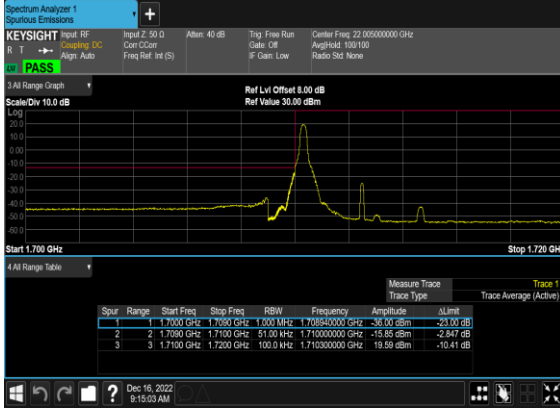 Spectrum Analyzer 1
Spurious Emissions
+
KEYSIGHT Input: RF Input Z: 50 Ω Atten: 40 dB Trig: Free Run Center Freq: 22.005000000 GHz
R T Coupling: DC Corr CCorr Gate: Off Avg|Hold: 100/100
Align: Auto Freq Ref: Int (S) IF Gain: Low Radio Std: None
LXI PASS
3 All Range Graph Ref Lvl Offset 8.00 dB
Scale/Div 10.0 dB Ref Value 30.00 dBm
Log
20.0
10.0
0.00
-10.0
-20.0
-30.0
-40.0
-50.0
-60.0
Start 1.700 GHz Stop 1.720 GH
4 All Range Table
Measure Trace Trace 1
Trace Type Trace Average (Active)
Spur Range Start Freq Stop Freq RBW Frequency Amplitude ΔLimit
1 1 1.7000 GHz 1.7090 GHz 1.000 MHz 1.708940000 GHz -36.00 dBm -23.00 dB
2 2 1.7090 GHz 1.7100 GHz 51.00 kHz 1.710000000 GHz -15.85 dBm -2.847 dB
3 3 1.7100 GHz 1.7200 GHz 100.0 kHz 1.710300000 GHz 19.59 dBm -10.41 dB
? Dec 16, 2022
9:15:03 AM